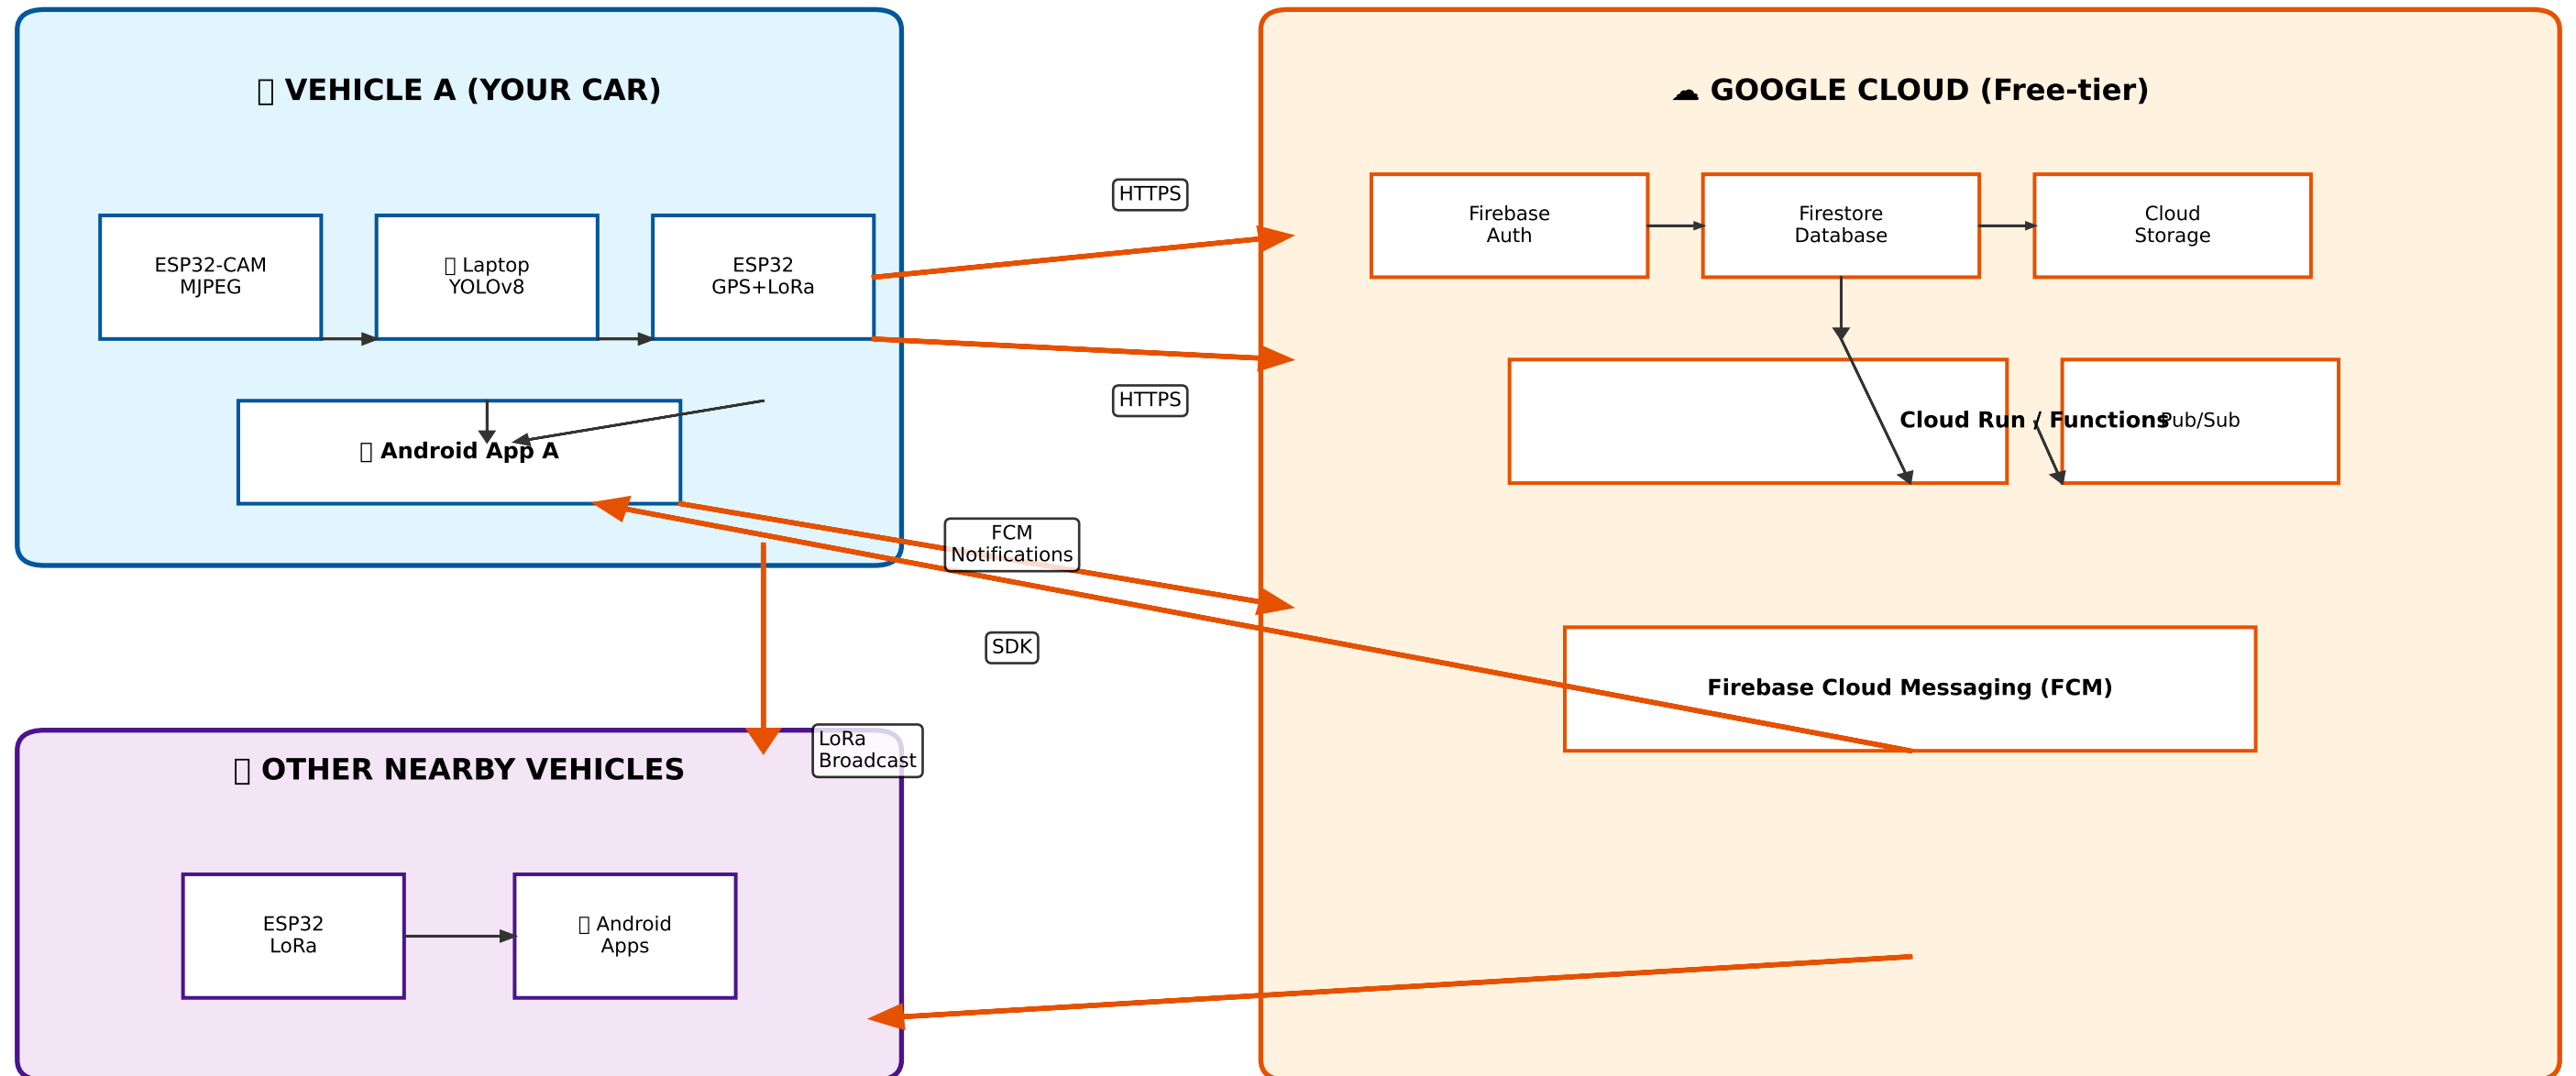 VEHICLE A (YOUR CAR)
ESP32-CAM
MJPEG
Laptop
YOLOv8
ESP32
GPS+LoRa
Android App A
HTTPS
HTTPS
FCM
Notifications
SDK
LoRa
Broadcast
☁ GOOGLE CLOUD (Free-tier)
Firebase
Auth
Firestore
Database
Cloud
Storage
Cloud Run / Functions
Pub/Sub
Firebase Cloud Messaging (FCM)
OTHER NEARBY VEHICLES
ESP32
LoRa
Android
Apps